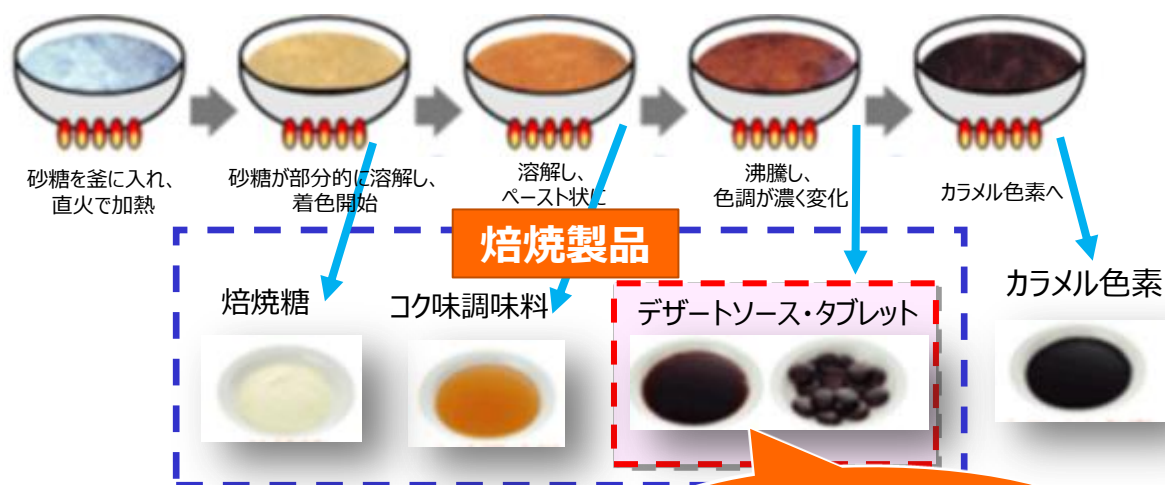 砂糖を釜に入れ、
直火で加熱
砂糖が部分的に溶解し、
着色開始
溶解し、
ペースト状に
沸騰し、
色調が濃く変化
カラメル色素へ
焙焼製品
焙焼糖
コク味調味料
デザートソース・タブレット
カラメル色素